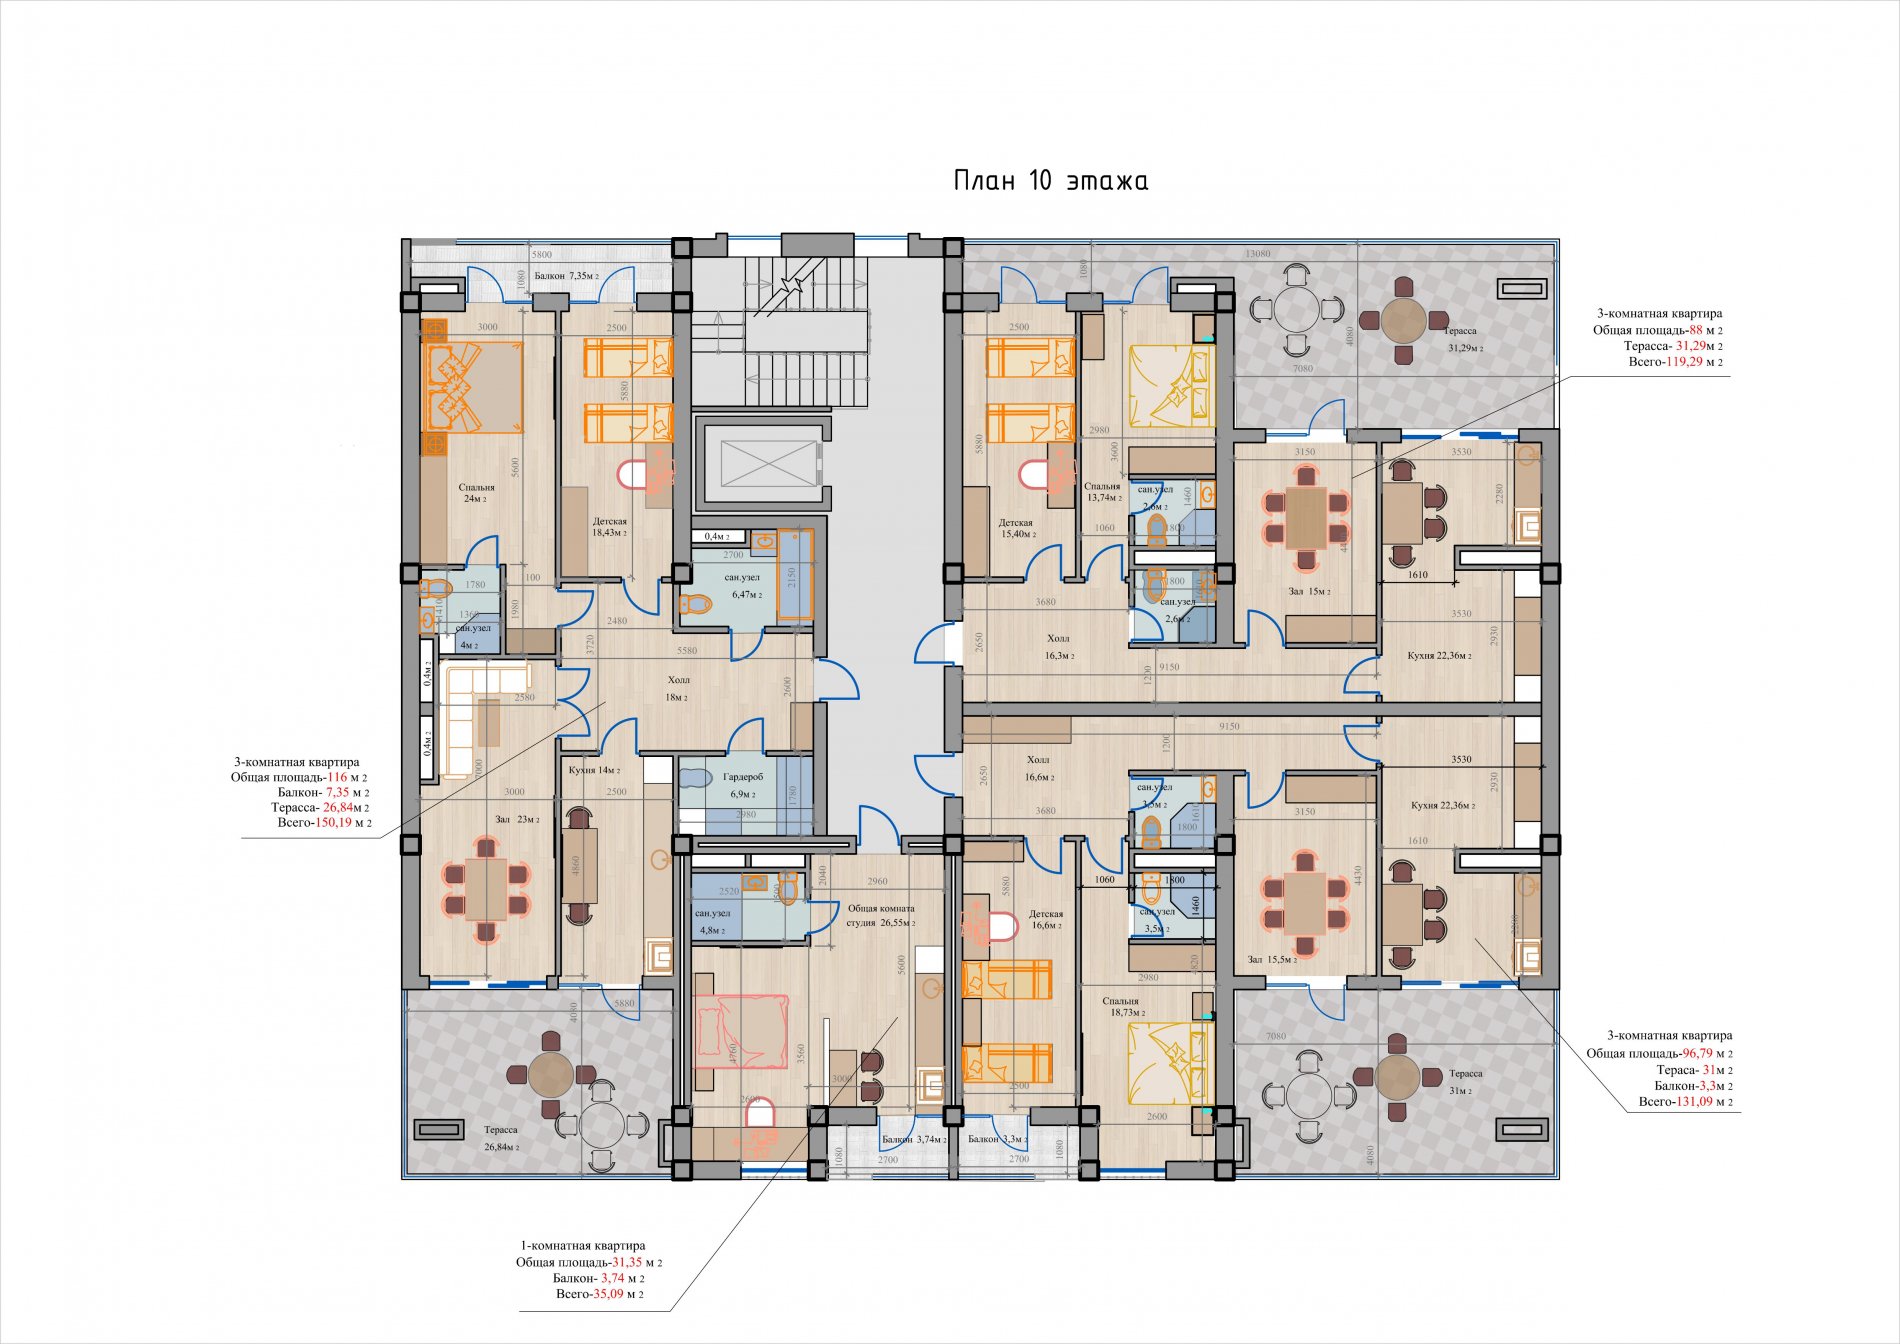 План 10 этажа
5800
Балкон 7,35м 2
1080
13080
1080
3-комнатная квартира
Общая площадь-88 м 2
Терасса- 31,29м 2
Всего-119,29 м 2
3000
2500
2500
4080
Терасса
31,29м 2
7080
5880
2980
3600
5880
3150
3530
5600
Спальня
24м 2
Детская
18,43м 2
Спальня
13,74м 2
сан.узел
2,6м 2
1460
1800
1060
2280
Детская
15,40м 2
0,4м 2
2700
сан.узел
6,47м 2
2150
1780
1410
1360
сан.узел
4м 2
100
1980
2480
3720
1800
сан.узел
2,6м 2
1610
Зал 15м 2
3680
2650
Холл
16,3м 2
3530
2930
Кухня 22,36м 2
5580
Холл
18м 2
2600
0,4м 2
2580
0,4м 2
9150
1200
9150
1200
3-комнатная квартира
Общая площадь-116 м 2
Балкон- 7,35 м 2
Терасса- 26,84м 2
Всего-150,19 м 2
Кухня 14м 2
Гардероб
6,9м 2
1780
2980
Холл
16,6м 2
2650
3680
3530
2930
Кухня 22,36м 2
сан.узел
3,5м 2
1610
1800
3000
2500
Зал 23м 2
3150
1610
4860
2520
1500
сан.узел
4,8м 2
2040
2960
Общая комната
студия 26,55м 2
5600
5880
Детская
16,6м 2
1060
1800
1460
сан.узел
3,5м 2
4430
Зал 15,5м 2
2980
Спальня
18,73м 2
4080
5880
4760
3560
3000
2600
2500
2600
7080
4080
Терасса
31м 2
3-комнатная квартира
Общая площадь-96,79 м 2
Тераса- 31м 2
Балкон-3,3м 2
Всего-131,09 м 2
Терасса
26,84м 2
Балкон 3,74м 2
1080
2700
Балкон 3,3м 2
2700
1080
1-комнатная квартира
Общая площадь-31,35 м 2
Балкон- 3,74 м 2
Всего-35,09 м 2